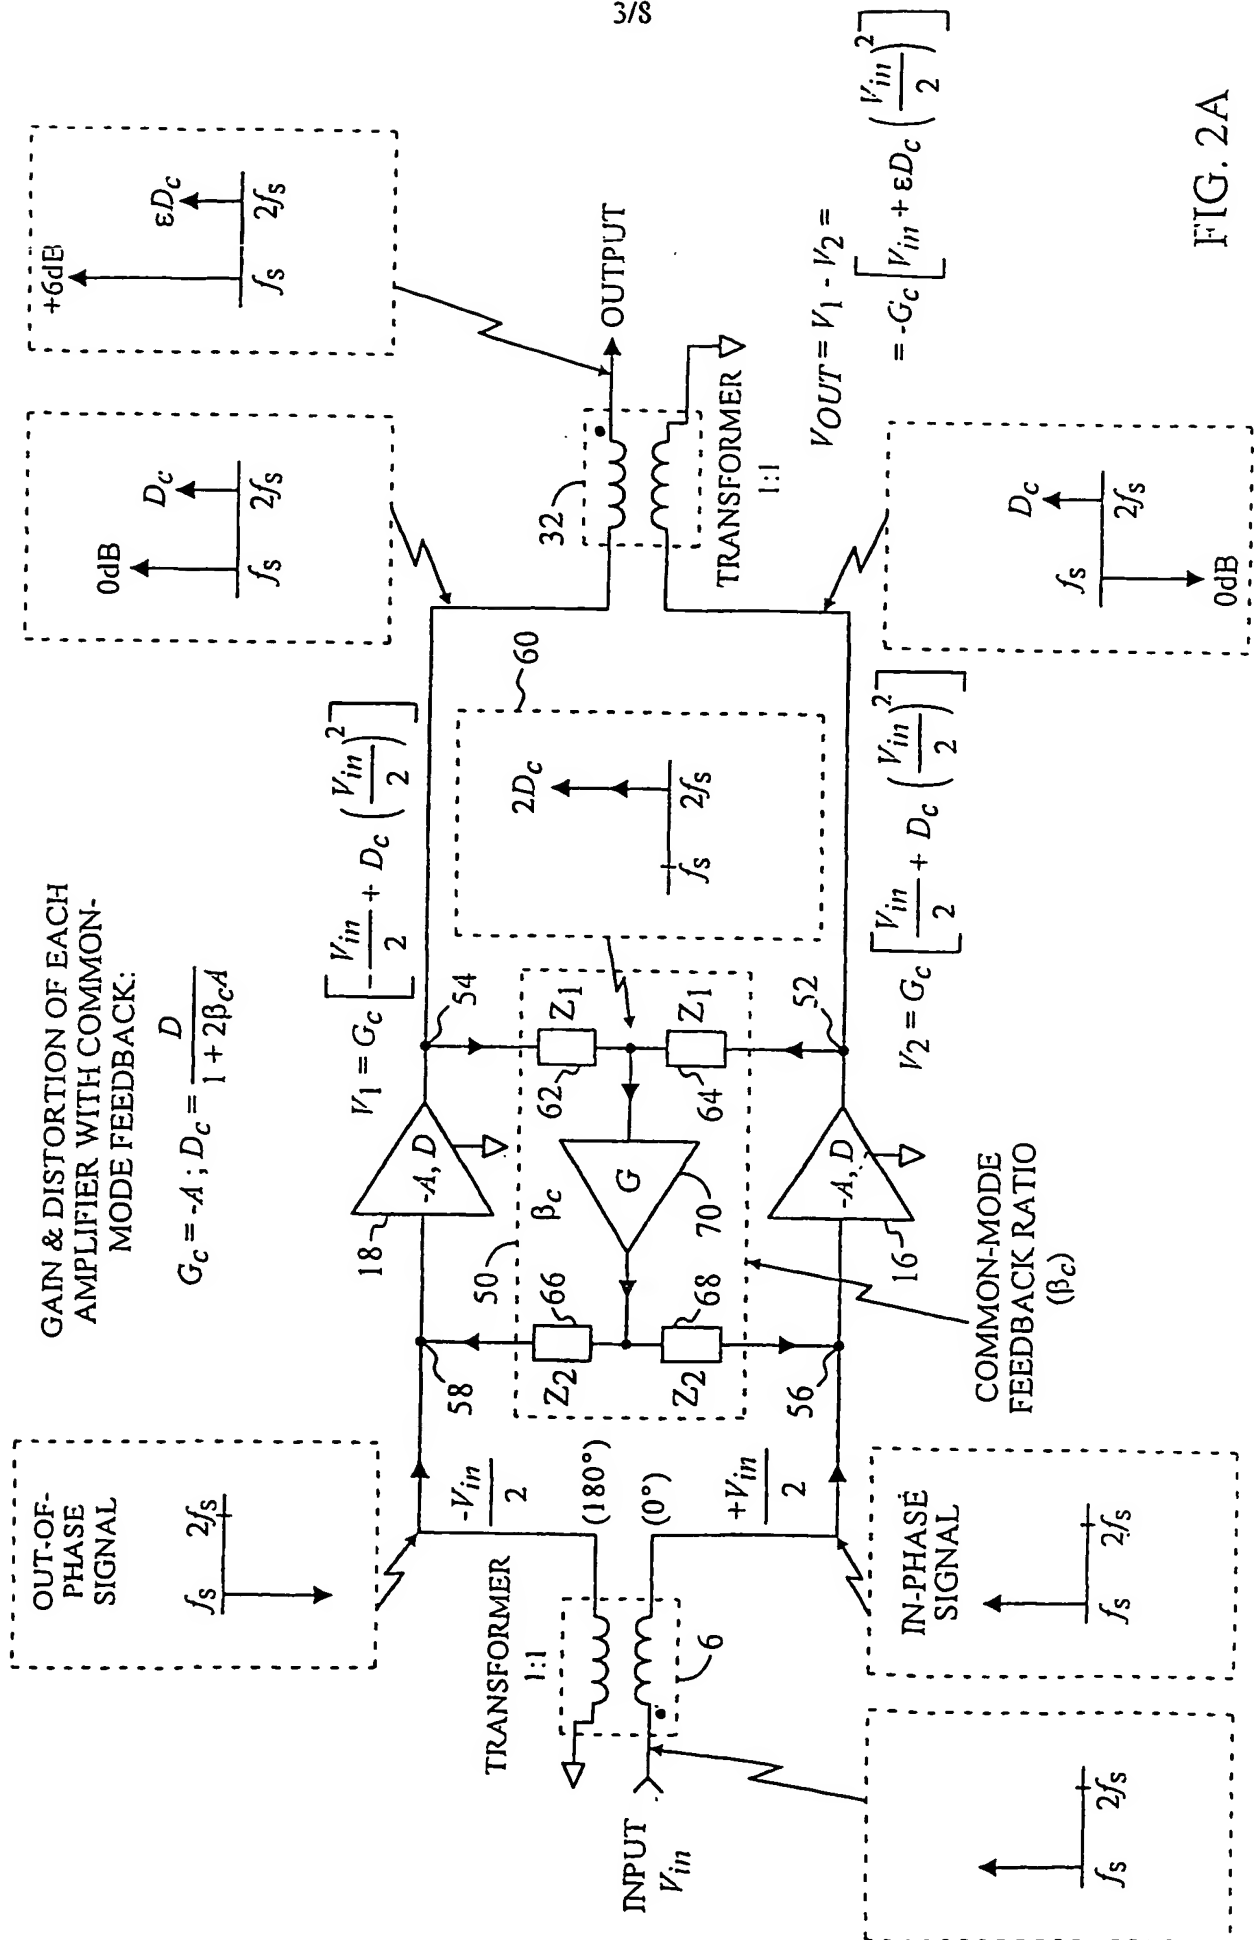 3/8
GAIN & DISTORTION OF EACH
AMPLIFIER WITH COMMON-
MODE FEEDBACK:
G_c = -A ; D_c = D / (1 + 2β_cA)
OUT-OF-
PHASE
SIGNAL
f_s 2f_s
0dB
D_c
f_s 2f_s
+6dB
εD_c
f_s 2f_s
V_1 = G_c [ -V_in/2 + D_c (V_in/2)^2 ]
-V_in/2
(180°)
(0°)
+V_in/2
58
18
-A, D
54
50
β_c
66
Z_2
62
Z_1
G
70
68
Z_2
64
Z_1
60
2D_c
f_s 2f_s
TRANSFORMER
1:1
6
INPUT
V_in
32
OUTPUT
TRANSFORMER
1:1
56
-A, D
16
52
V_2 = G_c [ V_in/2 + D_c (V_in/2)^2 ]
V_OUT = V_1 - V_2 =
= -G_c [ V_in + εD_c (V_in/2)^2 ]
COMMON-MODE
FEEDBACK RATIO
(β_c)
f_s 2f_s
IN-PHASE
SIGNAL
f_s 2f_s
f_s
D_c
2f_s
0dB
FIG. 2A